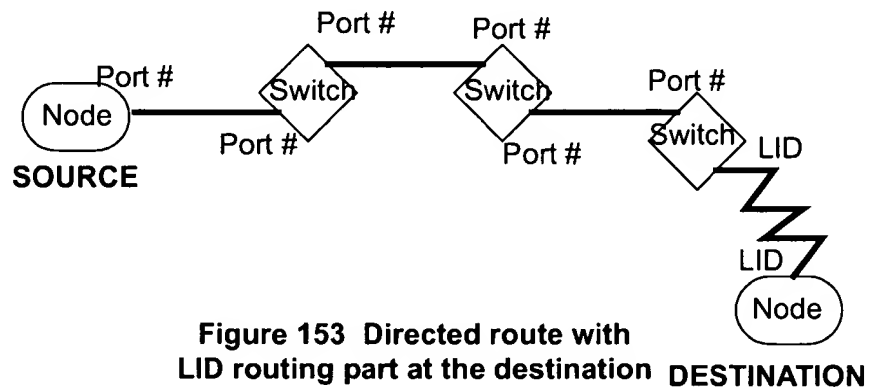 Port #
Port #
Port #
Port #
Switch
Switch
Node
Port #
Port #
Switch
LID
SOURCE
LID
Node
Figure 153 Directed route with
LID routing part at the destination
DESTINATION